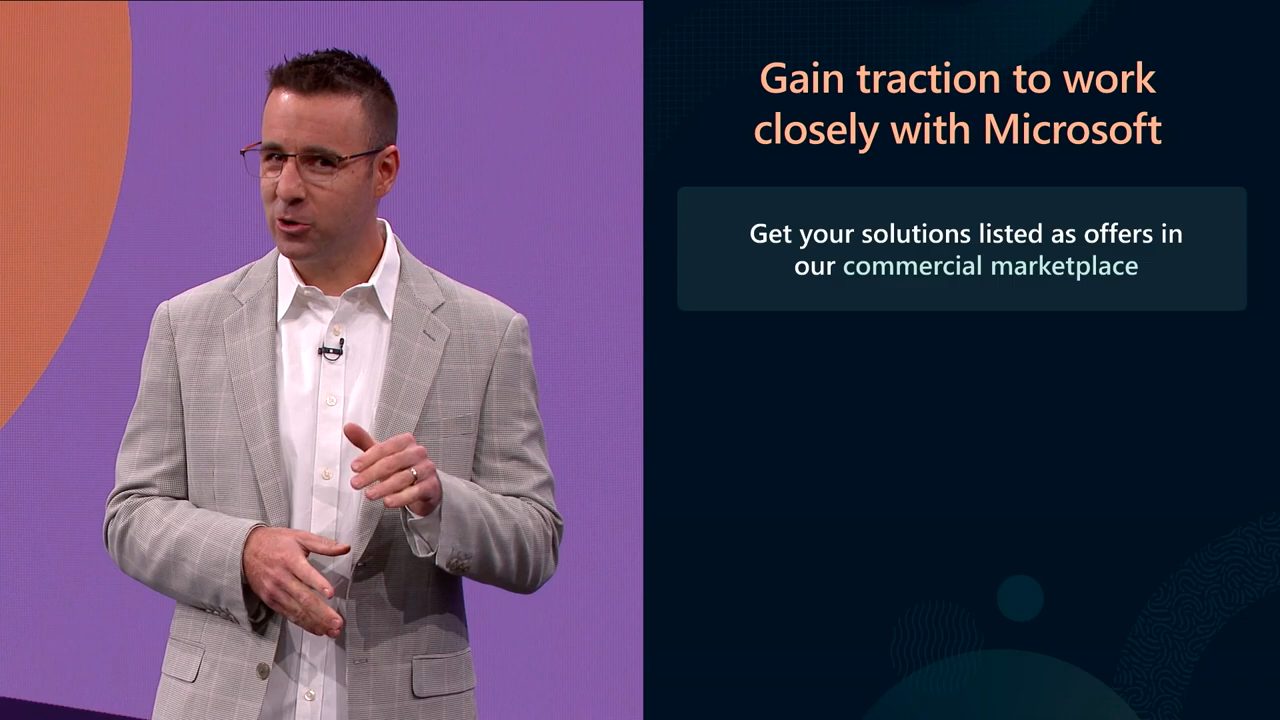 Gain traction to work
closely with Microsoft
Get your solutions listed as offers in
our commercial marketplace